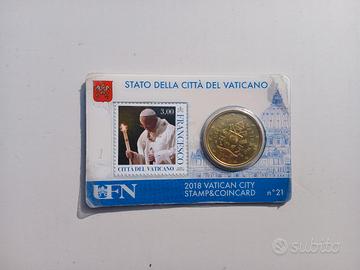 STATO DELLA CITTÀ DEL VATICANO
3,00
FRANCESCO
CITTÀ DEL VATICANO
UFN
2018 VATICAN CITY
STAMP&COINCARD
n°21
subito